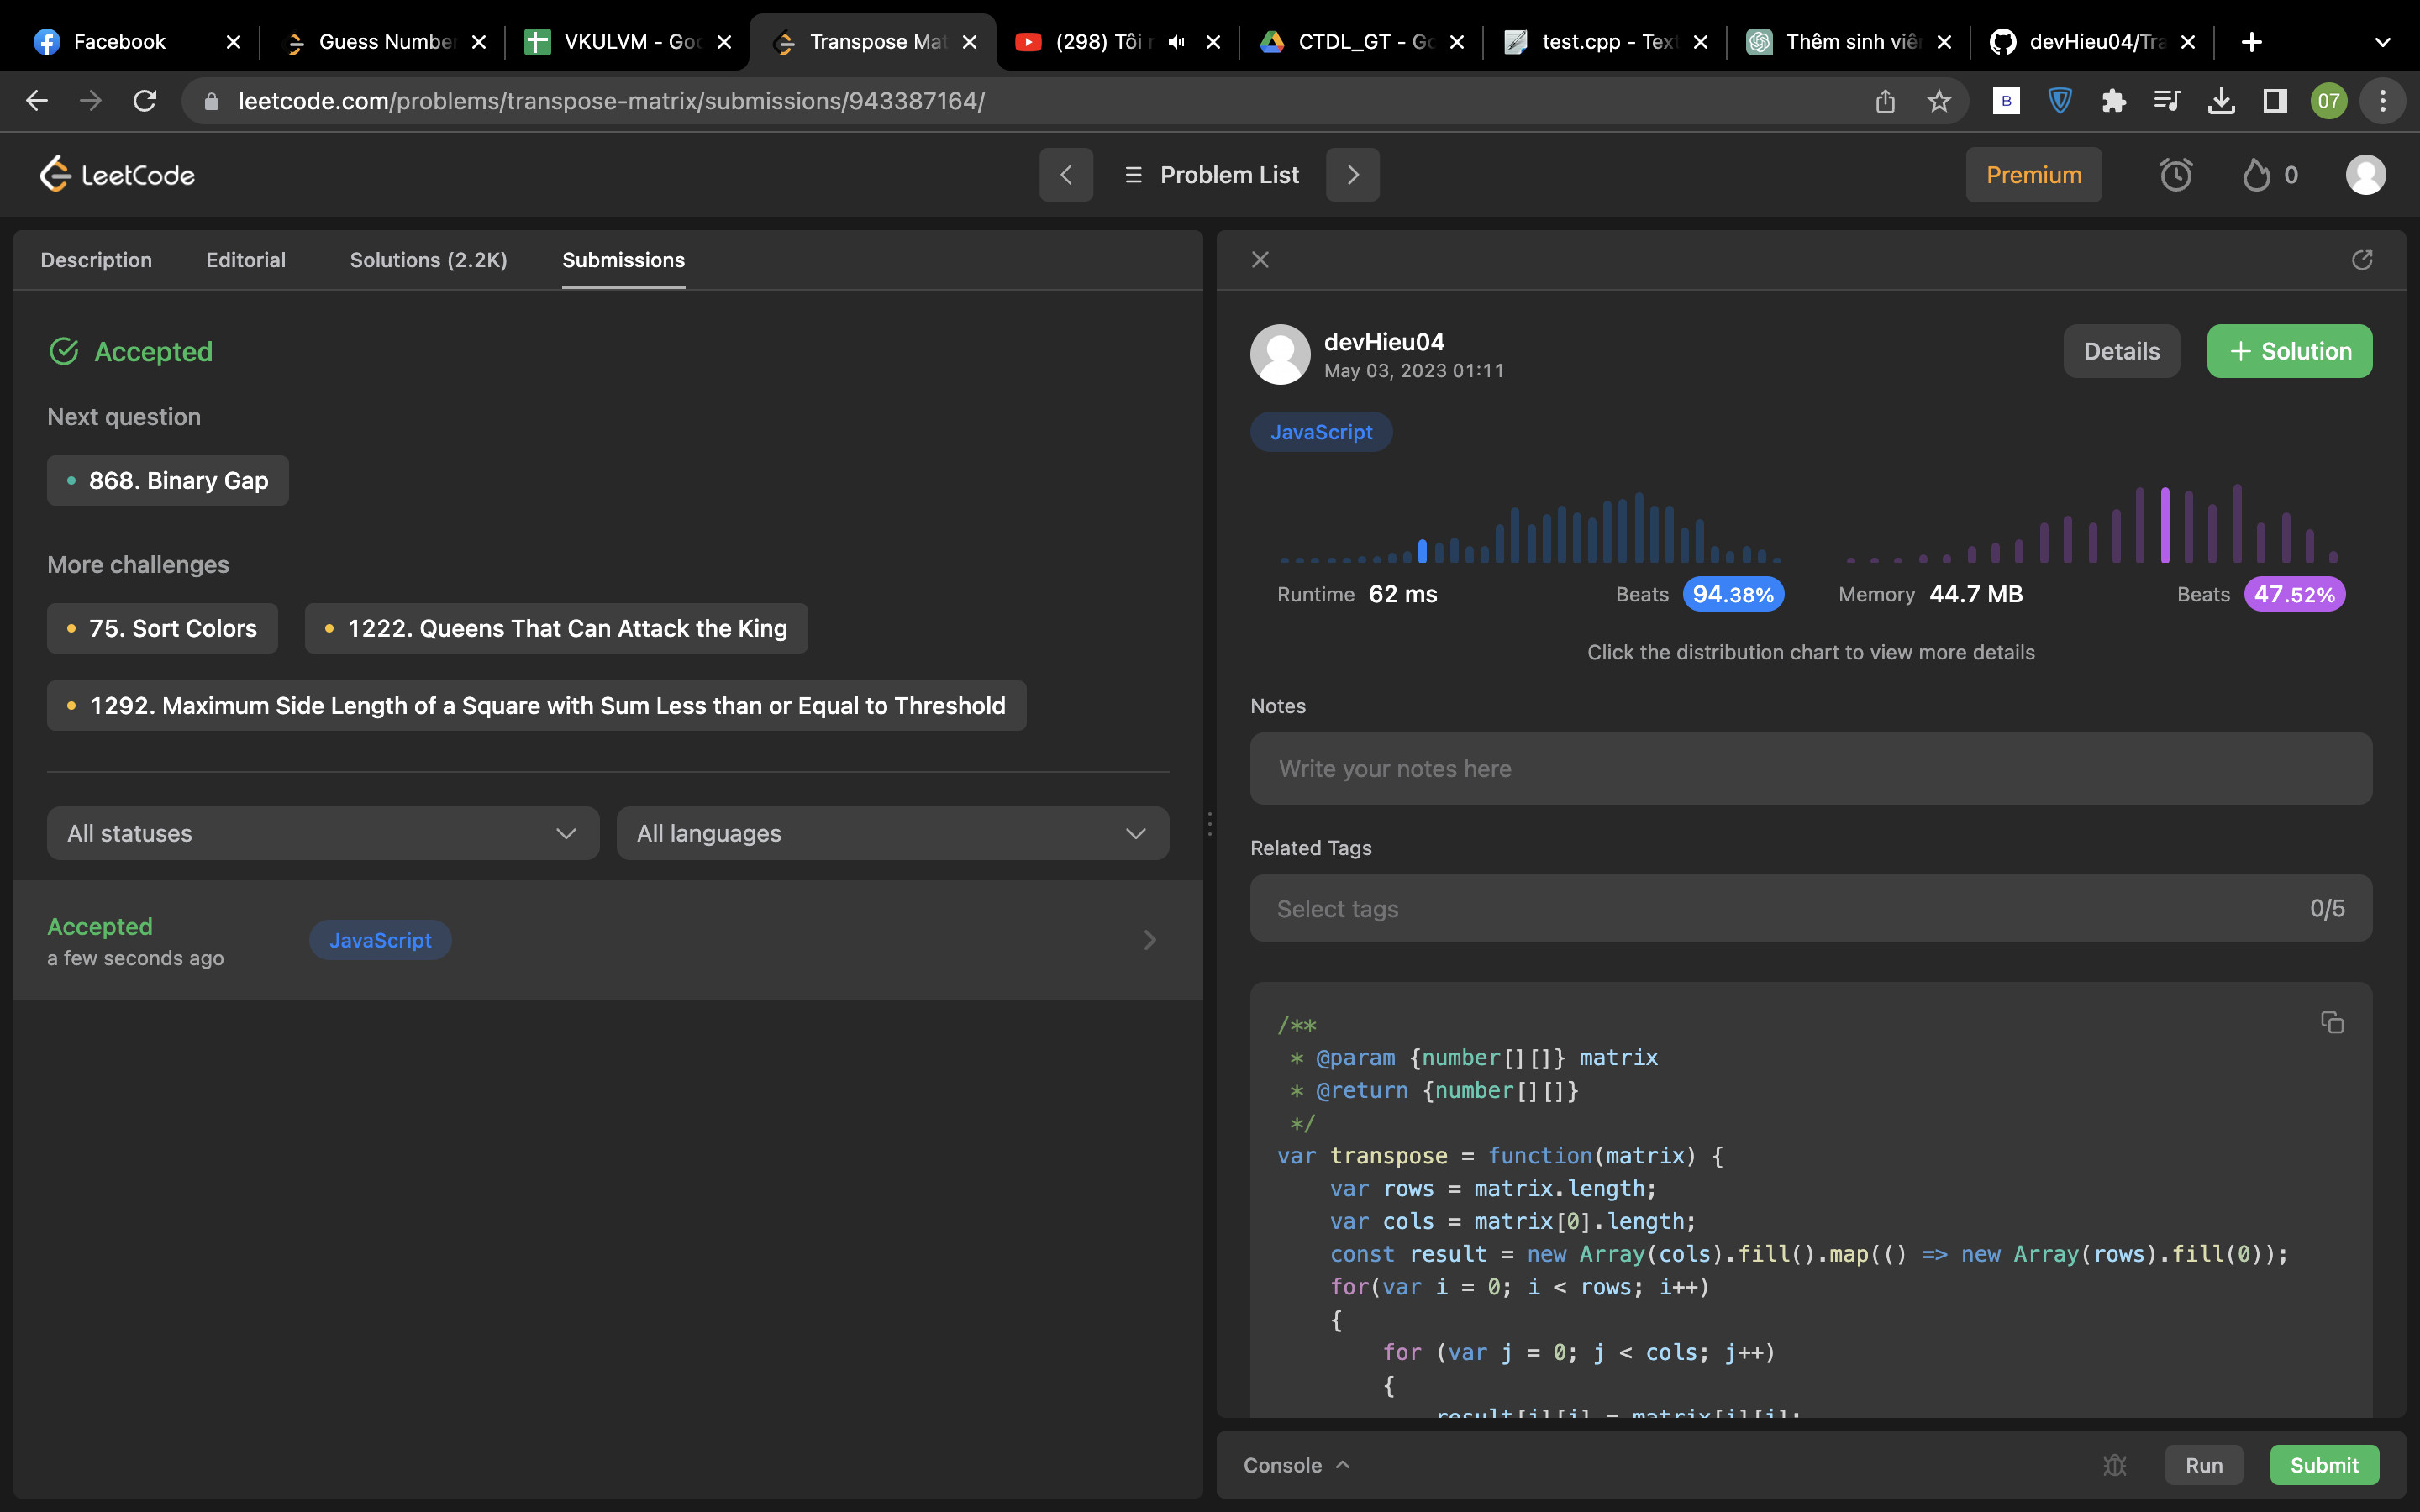 Facebook
Guess Number
VKULVM - Goo
Transpose Mat
(298) Tôi
CTDL_GT - Go
test.cpp - Text
Thêm sinh viên
devHieu04/Tra
leetcode.com/problems/transpose-matrix/submissions/943387164/
B
07
LeetCode
Problem List
Premium
0
Description
Editorial
Solutions (2.2K)
Submissions
Accepted
Next question
868. Binary Gap
More challenges
75. Sort Colors
1222. Queens That Can Attack the King
1292. Maximum Side Length of a Square with Sum Less than or Equal to Threshold
All statuses
All languages
Accepted
a few seconds ago
JavaScript
devHieu04
May 03, 2023 01:11
Details
Solution
JavaScript
Runtime 62 ms
Beats 94.38%
Memory 44.7 MB
Beats 47.52%
Click the distribution chart to view more details
Notes
Write your notes here
Related Tags
Select tags
0/5
/**
 * @param {number[][]} matrix
 * @return {number[][]}
 */
var transpose = function(matrix) {
    var rows = matrix.length;
    var cols = matrix[0].length;
    const result = new Array(cols).fill().map(() => new Array(rows).fill(0));
    for(var i = 0; i < rows; i++)
    {
        for (var j = 0; j < cols; j++)
        {
Console
Run
Submit